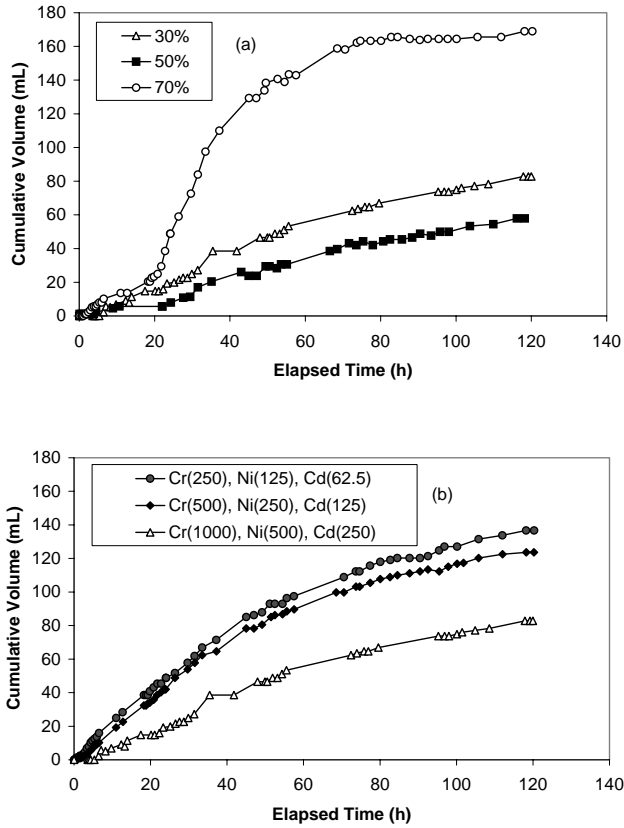 180
160
140
120
100
80
60
40
20
0
Cumulative Volume (mL)
30%
50%
70%
(a)
0 20 40 60 80 100 120 140
Elapsed Time (h)
180
160
140
120
100
80
60
40
20
0
Cumulative Volume (mL)
Cr(250), Ni(125), Cd(62.5)
Cr(500), Ni(250), Cd(125)
Cr(1000), Ni(500), Cd(250)
(b)
0 20 40 60 80 100 120 140
Elapsed Time (h)